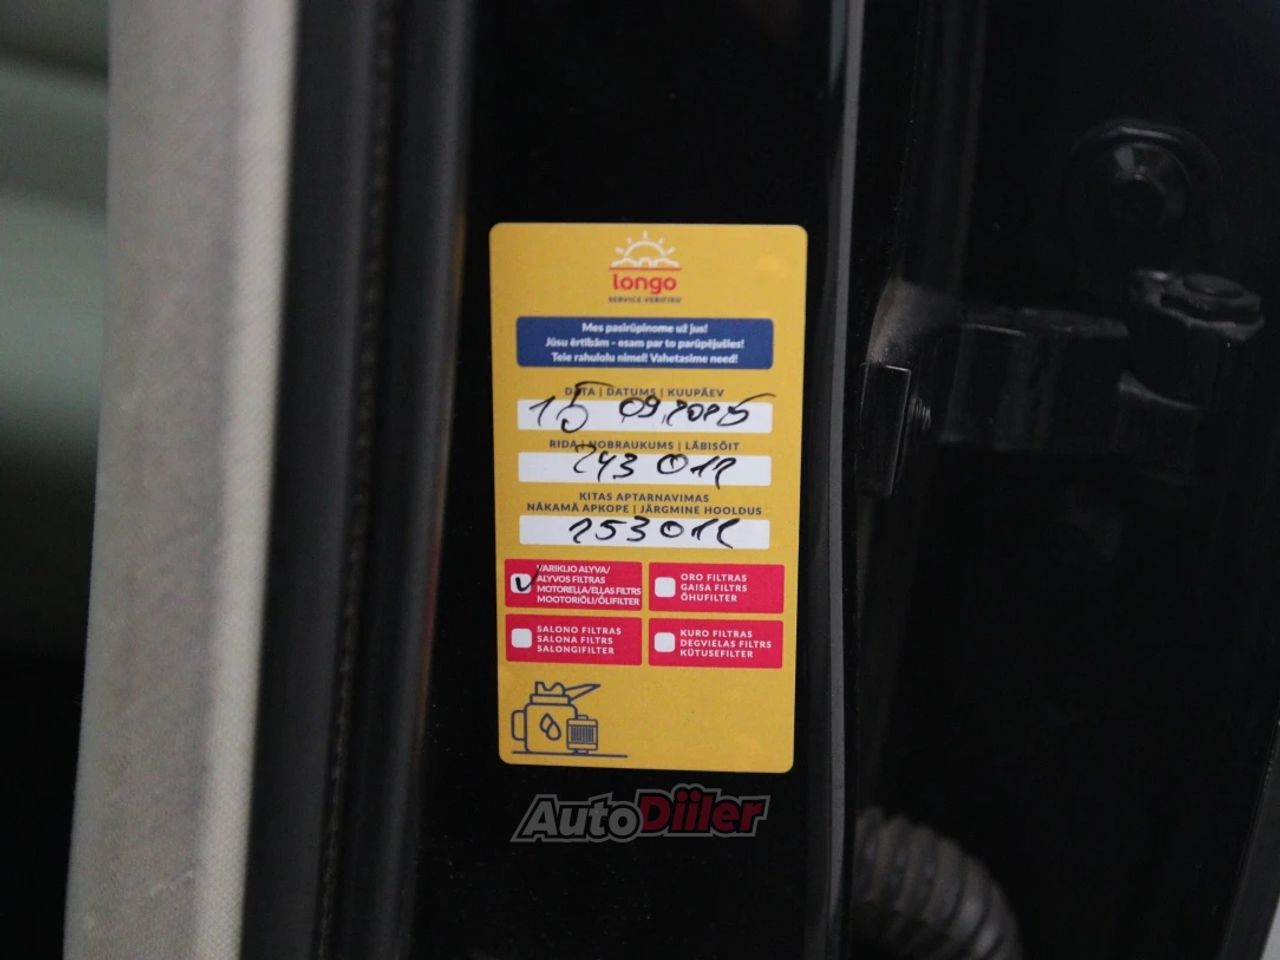 longo
SERVICE VERIFIED
Mes pasirūpinome už jus!
Jūsu ērtībām - esam par to parūpējušies!
Teie rahulolu nimel! Vahetasime need!
DATA | DATUMS | KUUPÄEV
15 09.2025
RIDA | NOBRAUKUMS | LÄBISÕIT
243 011
KITAS APTARNAVIMAS
NĀKAMĀ APKOPE | JÄRGMINE HOOLDUS
253011
VARIKLIO ALYVA/
ALYVOS FILTRAS
MOTOREĻĻA/EĻĻAS FILTRS
MOOTORIÕLI/ÕLIFILTER
ORO FILTRAS
GAISA FILTRS
ÕHUFILTER
SALONO FILTRAS
SALONA FILTRS
SALONGIFILTER
KURO FILTRAS
DEGVIELAS FILTRS
KÜTUSEFILTER
AutoDiiler